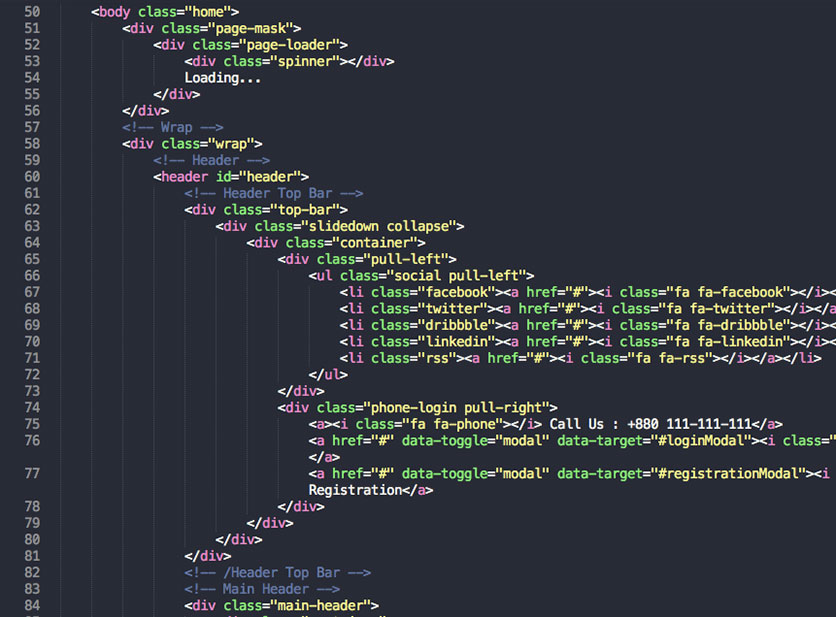 50 <body class="home">
51 <div class="page-mask">
52 <div class="page-loader">
53 <div class="spinner"></div>
54 Loading...
55 </div>
56 </div>
57 <!-- Wrap -->
58 <div class="wrap">
59 <!-- Header -->
60 <header id="header">
61 <!-- Header Top Bar -->
62 <div class="top-bar">
63 <div class="slidedown collapse">
64 <div class="container">
65 <div class="pull-left">
66 <ul class="social pull-left">
67 <li class="facebook"><a href="#"><i class="fa fa-facebook"></i><
68 <li class="twitter"><a href="#"><i class="fa fa-twitter"></i></a
69 <li class="dribbble"><a href="#"><i class="fa fa-dribbble"></i><
70 <li class="linkedin"><a href="#"><i class="fa fa-linkedin"></i><
71 <li class="rss"><a href="#"><i class="fa fa-rss"></i></a></li>
72 </ul>
73 </div>
74 <div class="phone-login pull-right">
75 <a><i class="fa fa-phone"></i> Call Us : +880 111-111-111</a>
76 <a href="#" data-toggle="modal" data-target="#loginModal"><i class="
</a>
77 <a href="#" data-toggle="modal" data-target="#registrationModal"><i
Registration</a>
78 </div>
79 </div>
80 </div>
81 </div>
82 <!-- /Header Top Bar -->
83 <!-- Main Header -->
84 <div class="main-header">